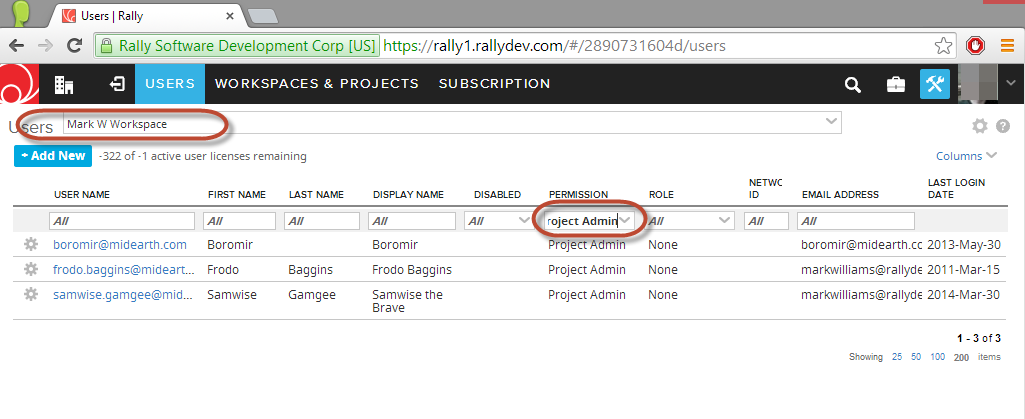 Users | Rally
Rally Software Development Corp [US] https://rally1.rallydev.com/#/2890731604d/users
USERS WORKSPACES & PROJECTS SUBSCRIPTION
Users Mark W Workspace
+ Add New -322 of -1 active user licenses remaining Columns
USER NAME FIRST NAME LAST NAME DISPLAY NAME DISABLED PERMISSION ROLE NETWC ID EMAIL ADDRESS LAST LOGIN DATE
All All All All All roject Admin All All All
boromir@midearth.com Boromir Boromir Project Admin None boromir@midearth.cc 2013-May-30
frodo.baggins@mideart... Frodo Baggins Frodo Baggins Project Admin None markwilliams@rallyde 2011-Mar-15
samwise.gamgee@mid... Samwise Gamgee Samwise the Brave Project Admin None markwilliams@rallyde 2014-Mar-30
1 - 3 of 3
Showing 25 50 100 200 items